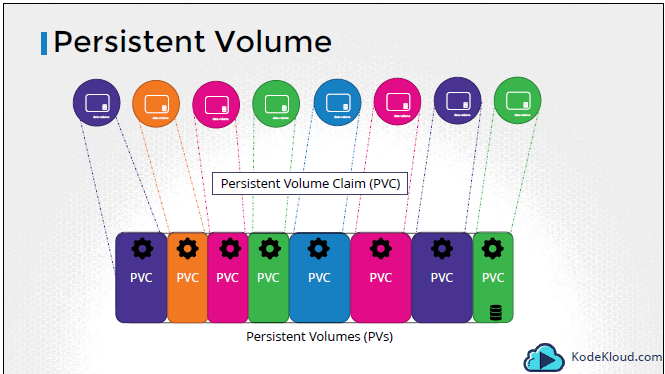 Persistent Volume
Persistent Volume Claim (PVC)
PVC PVC PVC PVC PVC PVC PVC PVC
Persistent Volumes (PVs)
KodeKloud.com